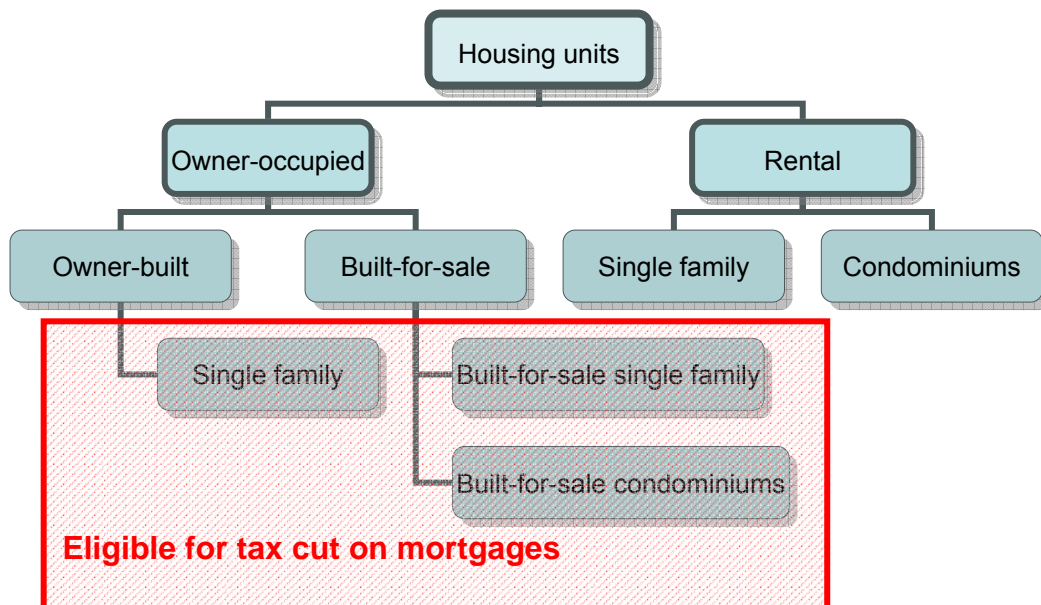 Housing units
Owner-occupied
Rental
Owner-built
Built-for-sale
Single family
Condominiums
Single family
Built-for-sale single family
Built-for-sale condominiums
Eligible for tax cut on mortgages